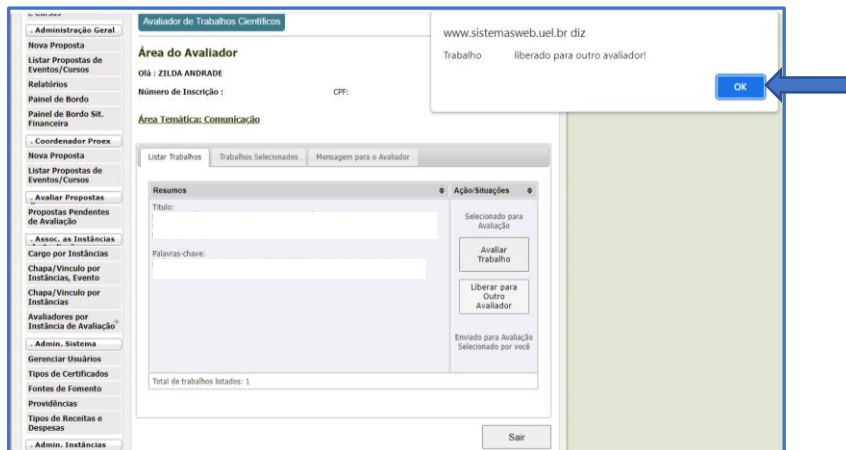 e Cursos
. Administração Geral
Nova Proposta
Listar Propostas de
Eventos/Cursos
Relatórios
Painel de Bordo
Painel de Bordo Sit.
Financeira
. Coordenador Proex
Nova Proposta
Listar Propostas de
Eventos/Cursos
. Avaliar Propostas
Propostas Pendentes
de Avaliação
. Assoc. as Instâncias
Cargo por Instâncias
Chapa/Vinculo por
Instâncias, Evento
Chapa/Vinculo por
Instâncias
Avaliadores por
Instância de Avaliação
. Admin. Sistema
Gerenciar Usuários
Tipos de Certificados
Fontes de Fomento
Providências
Tipos de Receitas e
Despesas
. Admin. Instâncias
Avaliador de Trabalhos Científicos
Área do Avaliador
Olá : ZILDA ANDRADE
Número de Inscrição : CPF:
Área Temática: Comunicação
Listar Trabalhos Trabalhos Selecionados Mensagem para o Avaliador
Resumos Ação/Situações
Titulo:
Palavras-chave:
Selecionado para
Avaliação
Avaliar
Trabalho
Liberar para
Outro
Avaliador
Enviado para Avaliação
Selecionado por você
Total de trabalhos listados: 1
Sair
www.sistemasweb.uel.br diz
Trabalho liberado para outro avaliador!
OK